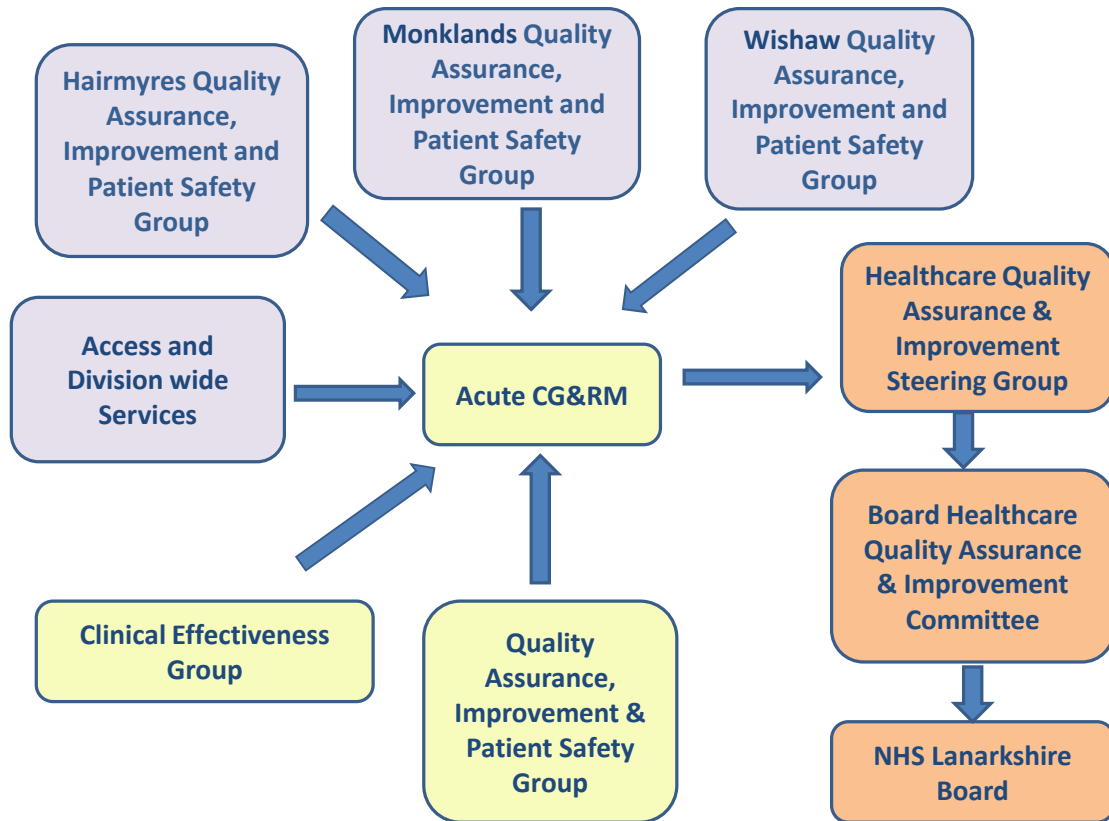 Hairmyres Quality
Assurance,
Improvement and
Patient Safety
Group
Monklands Quality
Assurance,
Improvement and
Patient Safety
Group
Wishaw Quality
Assurance,
Improvement and
Patient Safety
Group
Access and
Division wide
Services
Acute CG&RM
Healthcare Quality
Assurance &
Improvement
Steering Group
Board Healthcare
Quality Assurance
& Improvement
Committee
Clinical Effectiveness
Group
Quality
Assurance,
Improvement &
Patient Safety
Group
NHS Lanarkshire
Board